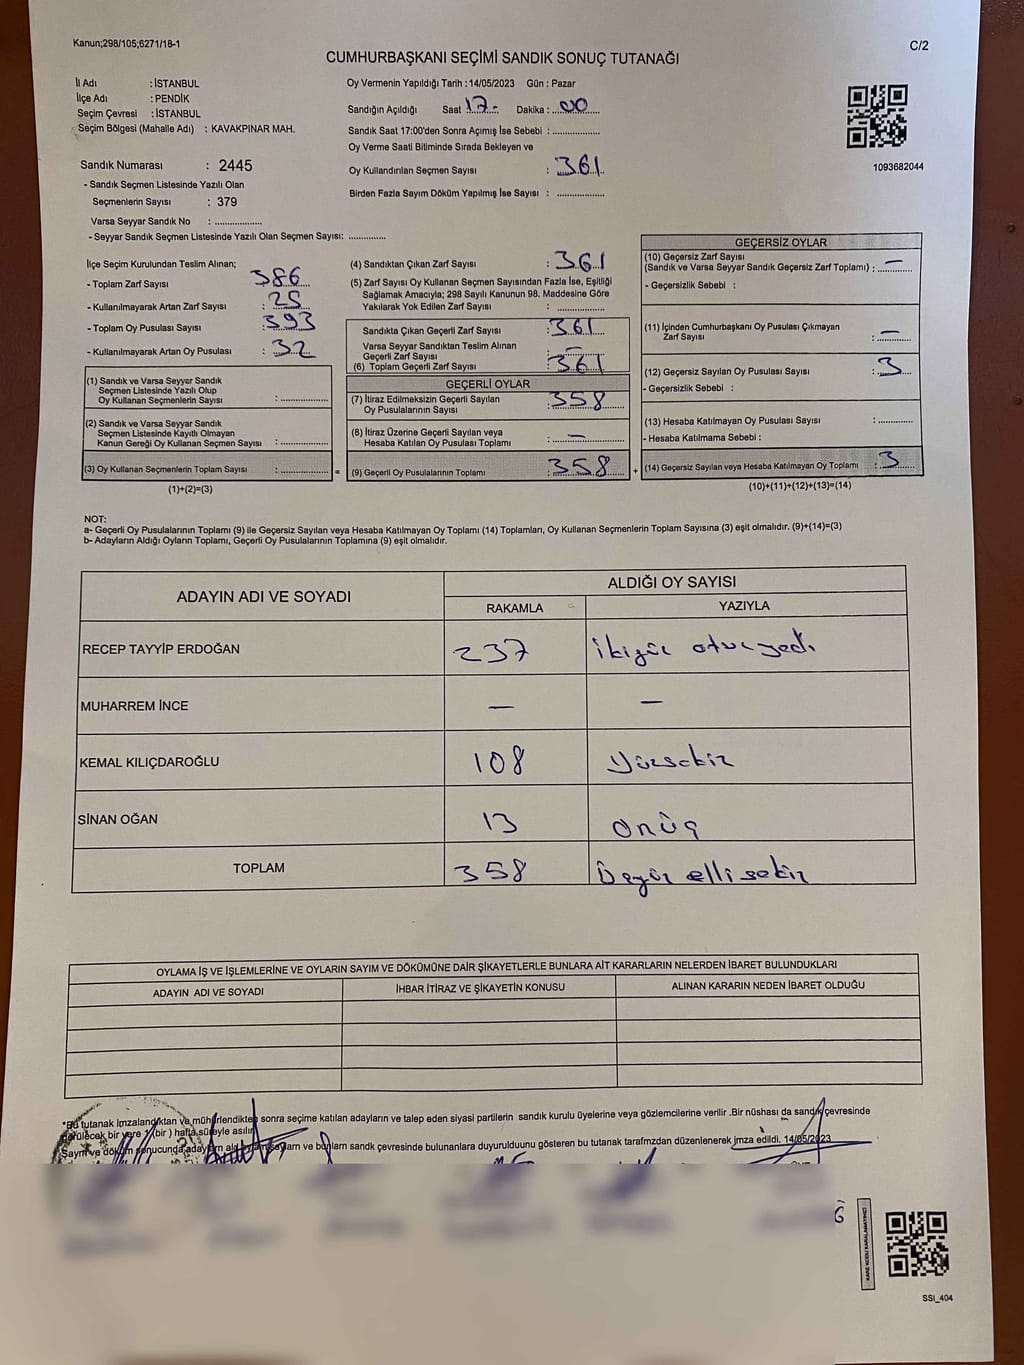 Kanun;298/105;6271/18-1
C/2
CUMHURBAŞKANI SEÇİMİ SANDIK SONUÇ TUTANAĞI
İl Adı : İSTANBUL
İlçe Adı : PENDİK
Seçim Çevresi : İSTANBUL
Seçim Bölgesi (Mahalle Adı) : KAVAKPINAR MAH.
Sandık Numarası : 2445
- Sandık Seçmen Listesinde Yazılı Olan
Seçmenlerin Sayısı : 379
Varsa Seyyar Sandık No : ..................
- Seyyar Sandık Seçmen Listesinde Yazılı Olan Seçmen Sayısı: ..............
Oy Vermenin Yapıldığı Tarih : 14/05/2023 Gün : Pazar
Sandığın Açıldığı Saat 17- Dakika : 00
Sandık Saat 17:00'den Sonra Açımış İse Sebebi : ..................
Oy Verme Saati Bitiminde Sırada Bekleyen ve
Oy Kullandırılan Seçmen Sayısı : 361
Birden Fazla Sayım Döküm Yapılmış İse Sayısı : ..................
1093682044
İlçe Seçim Kurulundan Teslim Alınan;
- Toplam Zarf Sayısı 386
- Kullanılmayarak Artan Zarf Sayısı : 25
- Toplam Oy Pusulası Sayısı : 393
- Kullanılmayarak Artan Oy Pusulası : 32
(1) Sandık ve Varsa Seyyar Sandık
Seçmen Listesinde Yazılı Olup
Oy Kullanan Seçmenlerin Sayısı : ..................
(2) Sandık ve Varsa Seyyar Sandık
Seçmen Listesinde Kayıtlı Olmayan
Kanun Gereği Oy Kullanan Seçmen Sayısı : ..................
(3) Oy Kullanan Seçmenlerin Toplam Sayısı : .................. =
(1)+(2)=(3)
(4) Sandıktan Çıkan Zarf Sayısı : 361
(5) Zarf Sayısı Oy Kullanan Seçmen Sayısından Fazla İse, Eşitliği
Sağlamak Amacıyla; 298 Sayılı Kanunun 98. Maddesine Göre
Yakılarak Yok Edilen Zarf Sayısı : ..................
Sandıkta Çıkan Geçerli Zarf Sayısı : 361
Varsa Seyyar Sandıktan Teslim Alınan
Geçerli Zarf Sayısı : —
(6) Toplam Geçerli Zarf Sayısı : 361
GEÇERLİ OYLAR
(7) İtiraz Edilmeksizin Geçerli Sayılan
Oy Pusulalarının Sayısı : 358
(8) İtiraz Üzerine Geçerli Sayılan veya
Hesaba Katılan Oy Pusulası Toplamı : —
(9) Geçerli Oy Pusulalarının Toplamı : 358 +
GEÇERSİZ OYLAR
(10) Geçersiz Zarf Sayısı
(Sandık ve Varsa Seyyar Sandık Geçersiz Zarf Toplamı) : —
- Geçersizlik Sebebi :
(11) İçinden Cumhurbaşkanı Oy Pusulası Çıkmayan
Zarf Sayısı : —
(12) Geçersiz Sayılan Oy Pusulası Sayısı : 3
- Geçersizlik Sebebi :
(13) Hesaba Katılmayan Oy Pusulası Sayısı : ..............
- Hesaba Katılmama Sebebi :
(14) Geçersiz Sayılan veya Hesaba Katılmayan Oy Toplamı : 3
(10)+(11)+(12)+(13)=(14)
NOT:
a- Geçerli Oy Pusulalarının Toplamı (9) ile Geçersiz Sayılan veya Hesaba Katılmayan Oy Toplamı (14) Toplamları, Oy Kullanan Seçmenlerin Toplam Sayısına (3) eşit olmalıdır. (9)+(14)=(3)
b- Adayların Aldığı Oyların Toplamı, Geçerli Oy Pusulalarının Toplamına (9) eşit olmalıdır.
ADAYIN ADI VE SOYADI
ALDIĞI OY SAYISI
RAKAMLA YAZIYLA
RECEP TAYYİP ERDOĞAN 237 ikiyüz otuzyedi
MUHARREM İNCE — —
KEMAL KILIÇDAROĞLU 108 Yüzsekiz
SİNAN OĞAN 13 Onüç
TOPLAM 358 Üçyüz ellisekiz
OYLAMA İŞ VE İŞLEMLERİNE VE OYLARIN SAYIM VE DÖKÜMÜNE DAİR ŞİKAYETLERLE BUNLARA AİT KARARLARIN NELERDEN İBARET BULUNDUKLARI
ADAYIN ADI VE SOYADI İHBAR İTİRAZ VE ŞİKAYETİN KONUSU ALINAN KARARIN NEDEN İBARET OLDUĞU
*Bu tutanak İmzalandıktan ve mühürlendikten sonra seçime katılan adayların ve talep eden siyasi partilerin sandık kurulu üyelerine veya gözlemcilerine verilir .Bir nüshası da sandık çevresinde
görülecek bir yere 1 (bir ) hafta süreyle asılır.
Sayım ve döküm sonucunda ve bunların sandık çevresinde bulunanlara duyurulduunu gösteren bu tutanak tarafmzdan düzenlenerek imza edildi. 14/05/2023
KARE KODU KARALAMAYINIZ!
SSI_404